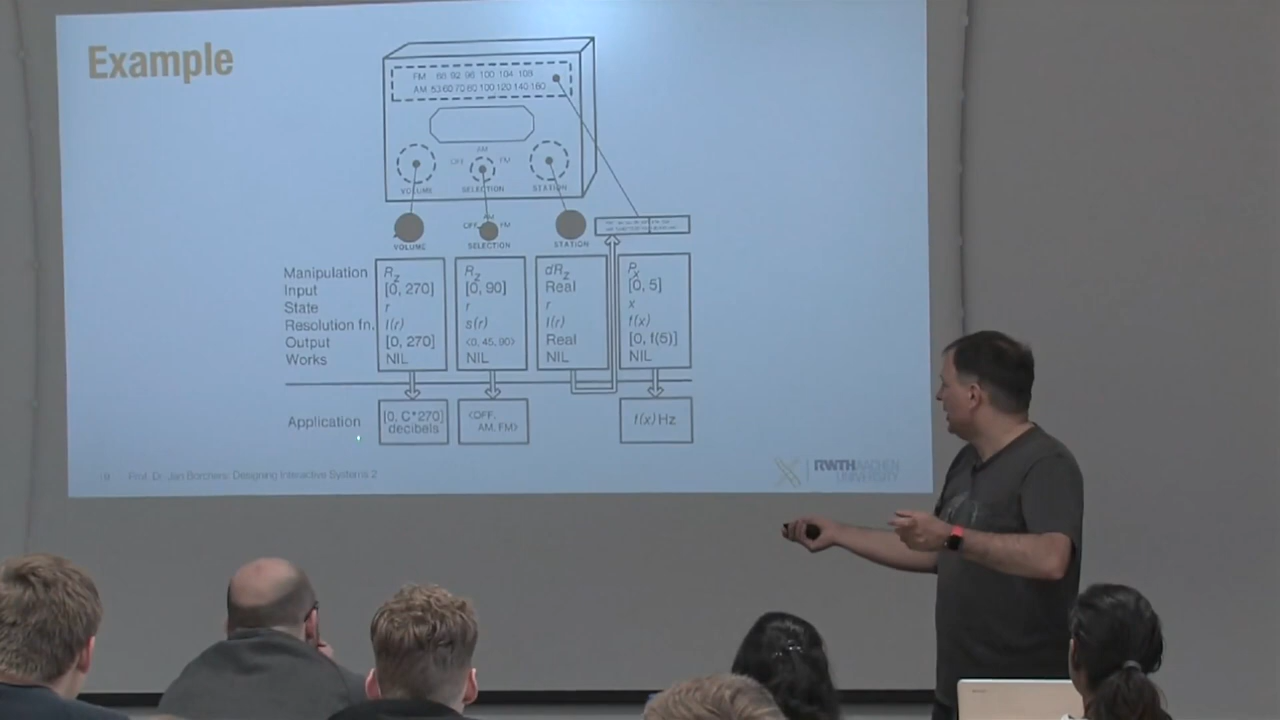 Example
FM 88 92 96 100 104 108
AM 53 60 70 80 100 120 140 160
AM
OFF FM
VOLUME SELECTION STATION
AM
OFF FM
VOLUME SELECTION STATION
Manipulation Rz Rz dRz Px
Input [0, 270] [0, 90] Real [0, 5]
State r r r x
Resolution fn. I(r) s(r) I(r) f(x)
Output [0, 270] <0, 45, 90> Real [0, f(5)]
Works NIL NIL NIL NIL
Application [0, C*270] decibels <OFF, AM, FM> f(x) Hz
Prof. Dr. Jan Borchers: Designing Interactive Systems 2
RWTH AACHEN
UNIVERSITY